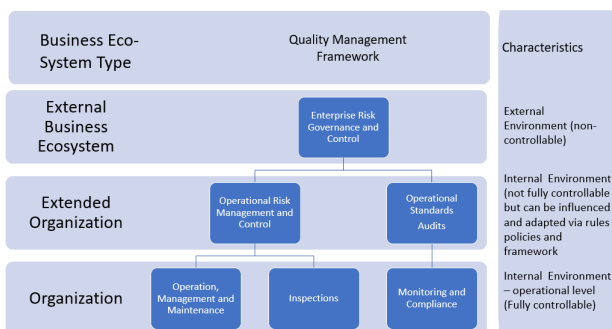 Business Eco-
System Type
Quality Management
Framework
Characteristics
External
Business
Ecosystem
Enterprise Risk
Governance and
Control
External
Environment (non-
controllable)
Extended
Organization
Operational Risk
Management and
Control
Operational
Standards
Audits
Internal Environment
(not fully controllable
but can be influenced
and adapted via rules
policies and
framework
Organization
Operation,
Management and
Maintenance
Inspections
Monitoring and
Compliance
Internal Environment
– operational level
(Fully controllable)